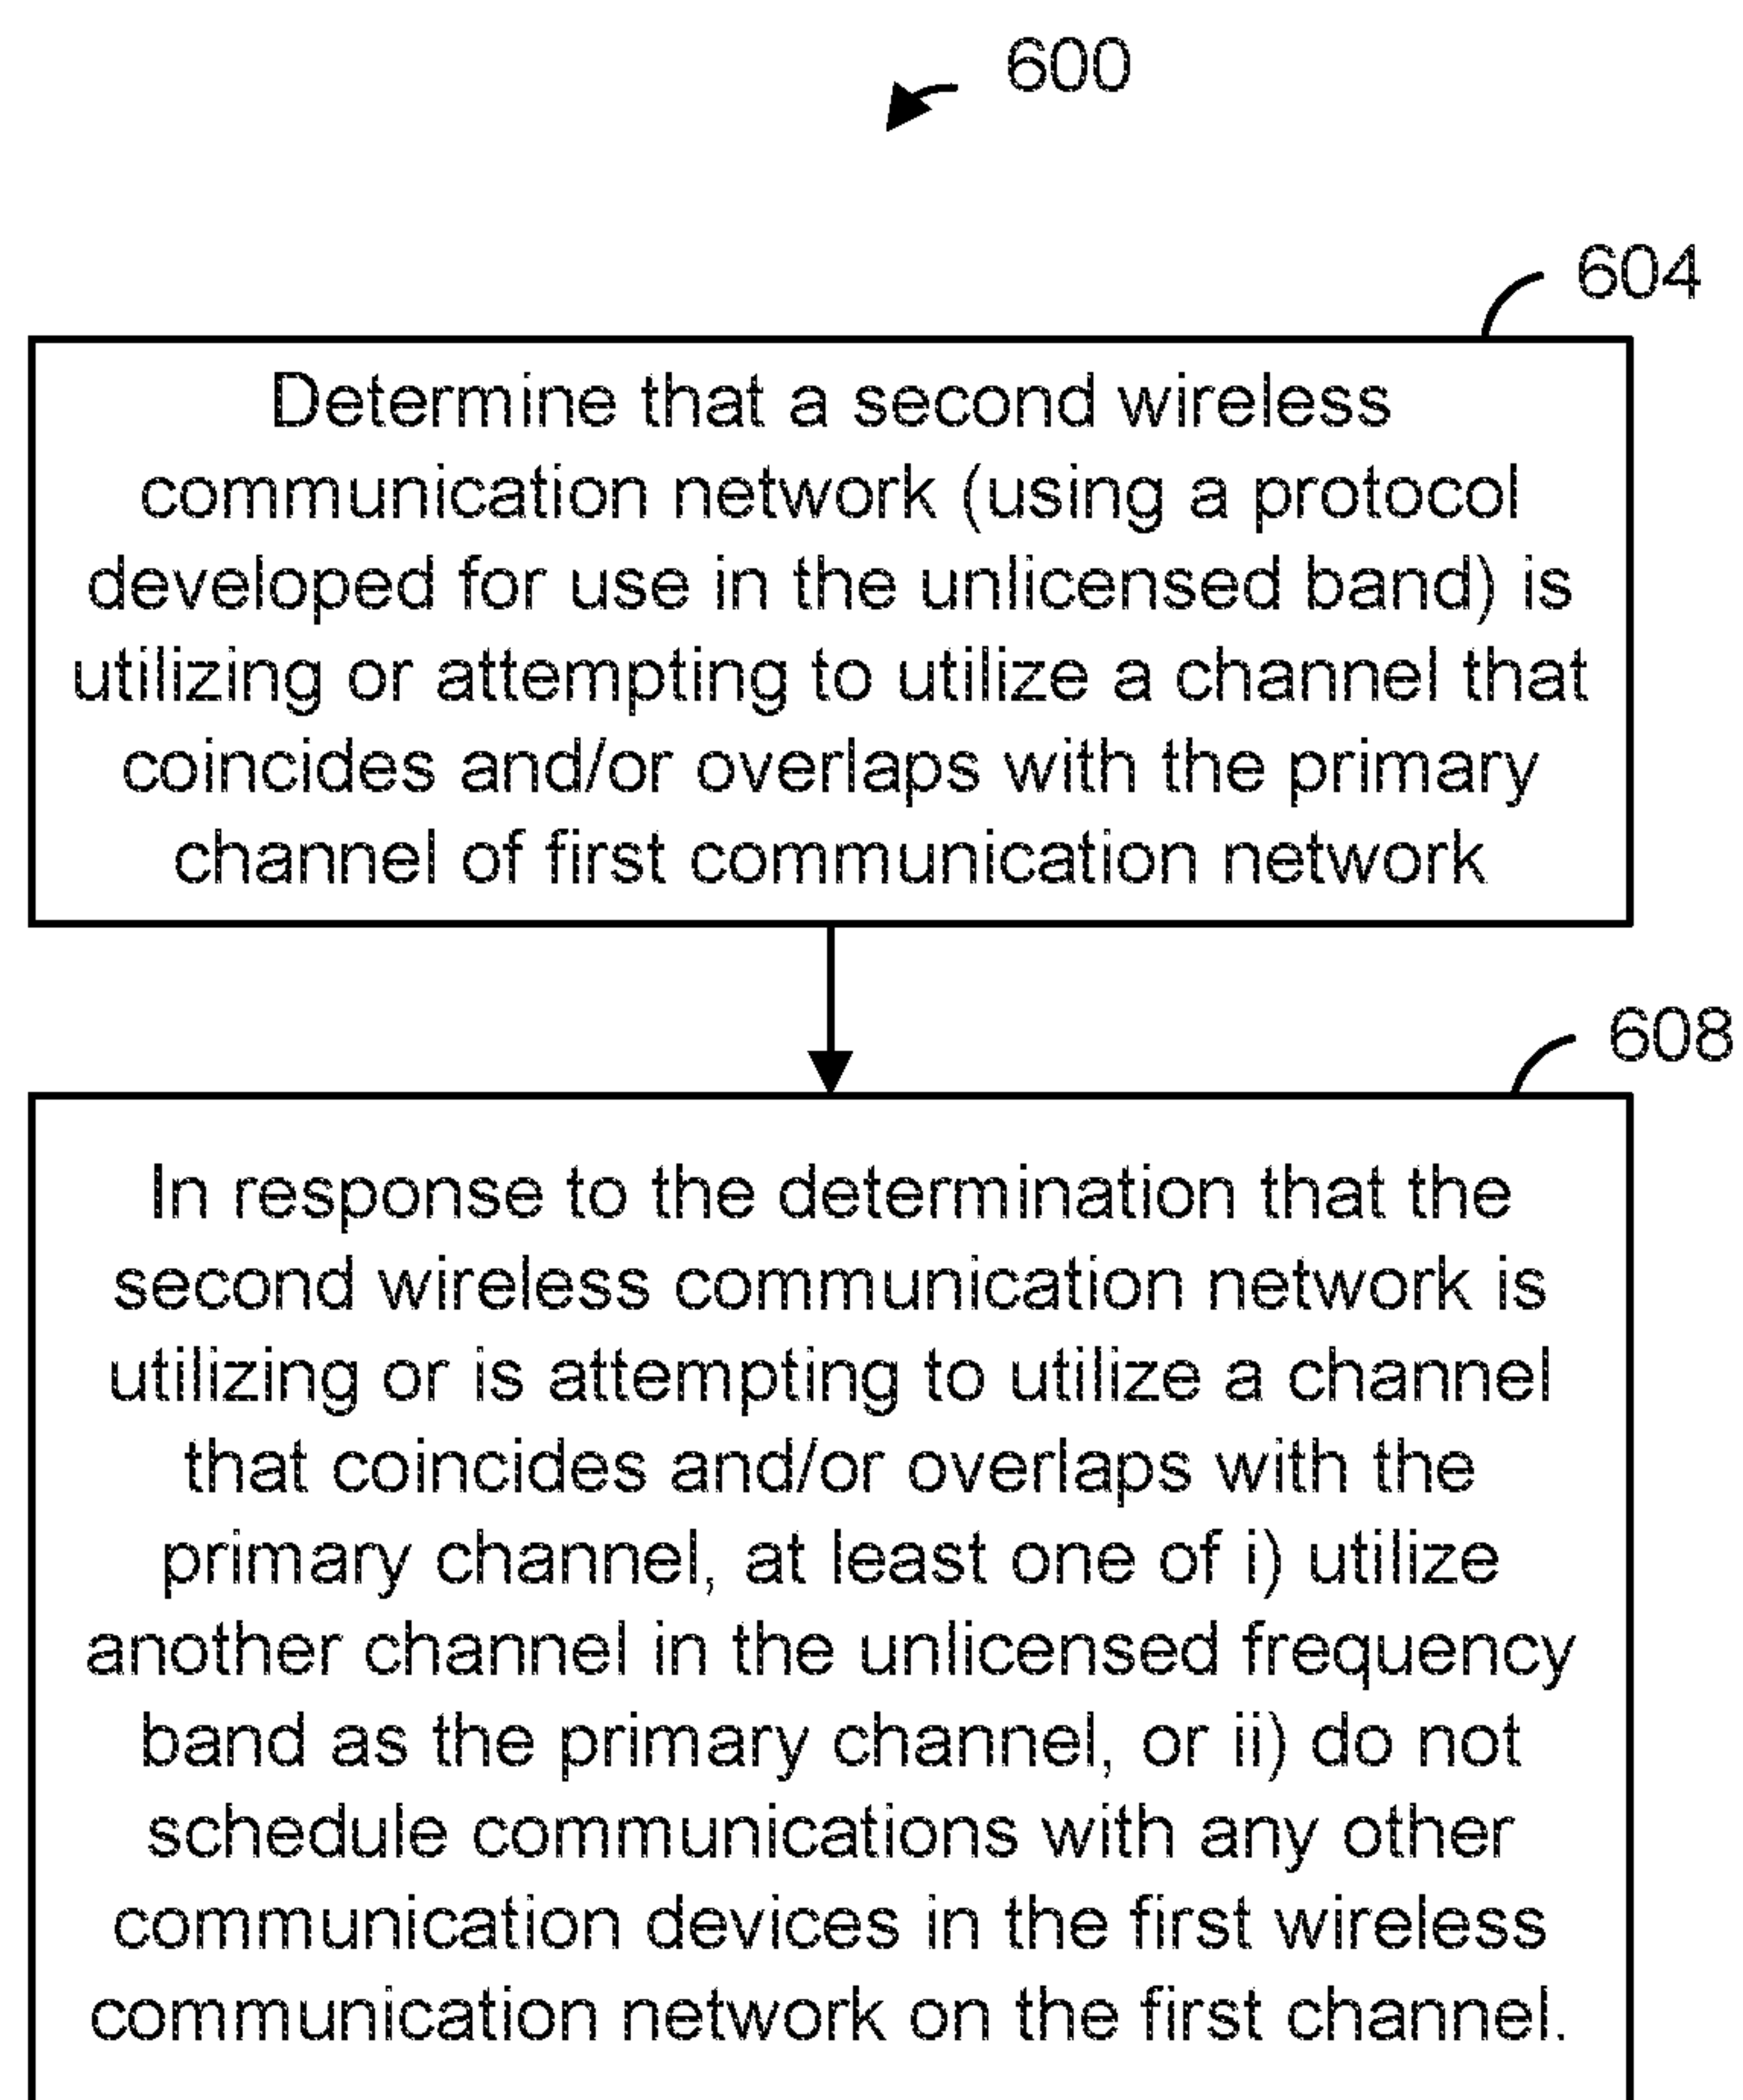 600
604
Determine that a second wireless
communication network (using a protocol
developed for use in the unlicensed band) is
utilizing or attempting to utilize a channel that
coincides and/or overlaps with the primary
channel of first communication network
608
In response to the determination that the
second wireless communication network is
utilizing or is attempting to utilize a channel
that coincides and/or overlaps with the
primary channel, at least one of i) utilize
another channel in the unlicensed frequency
band as the primary channel, or ii) do not
schedule communications with any other
communication devices in the first wireless
communication network on the first channel.